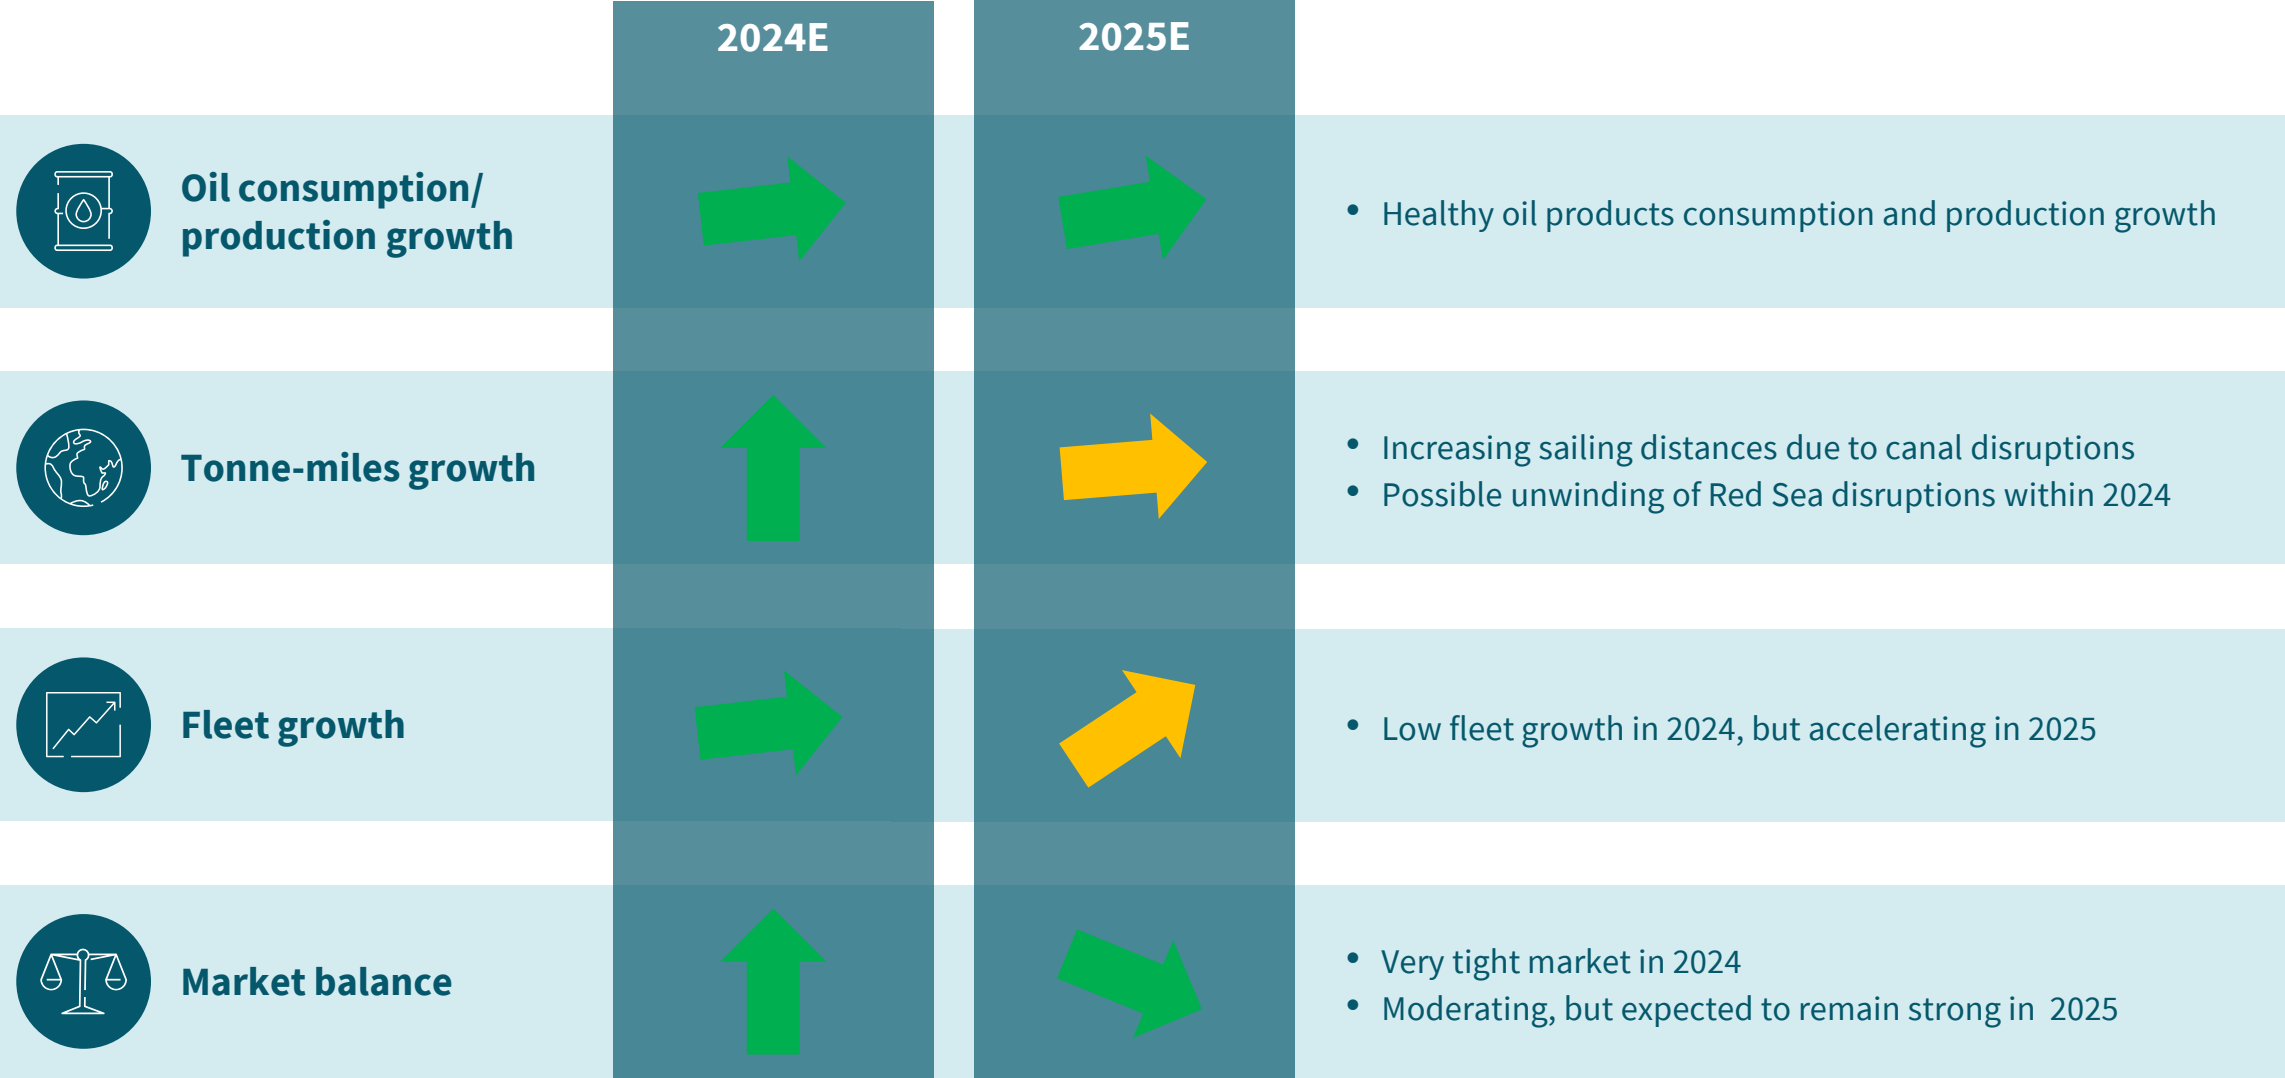 2024E
2025E
Oil consumption/
production growth
• Healthy oil products consumption and production growth
Tonne-miles growth
• Increasing sailing distances due to canal disruptions
• Possible unwinding of Red Sea disruptions within 2024
Fleet growth
• Low fleet growth in 2024, but accelerating in 2025
Market balance
• Very tight market in 2024
• Moderating, but expected to remain strong in 2025